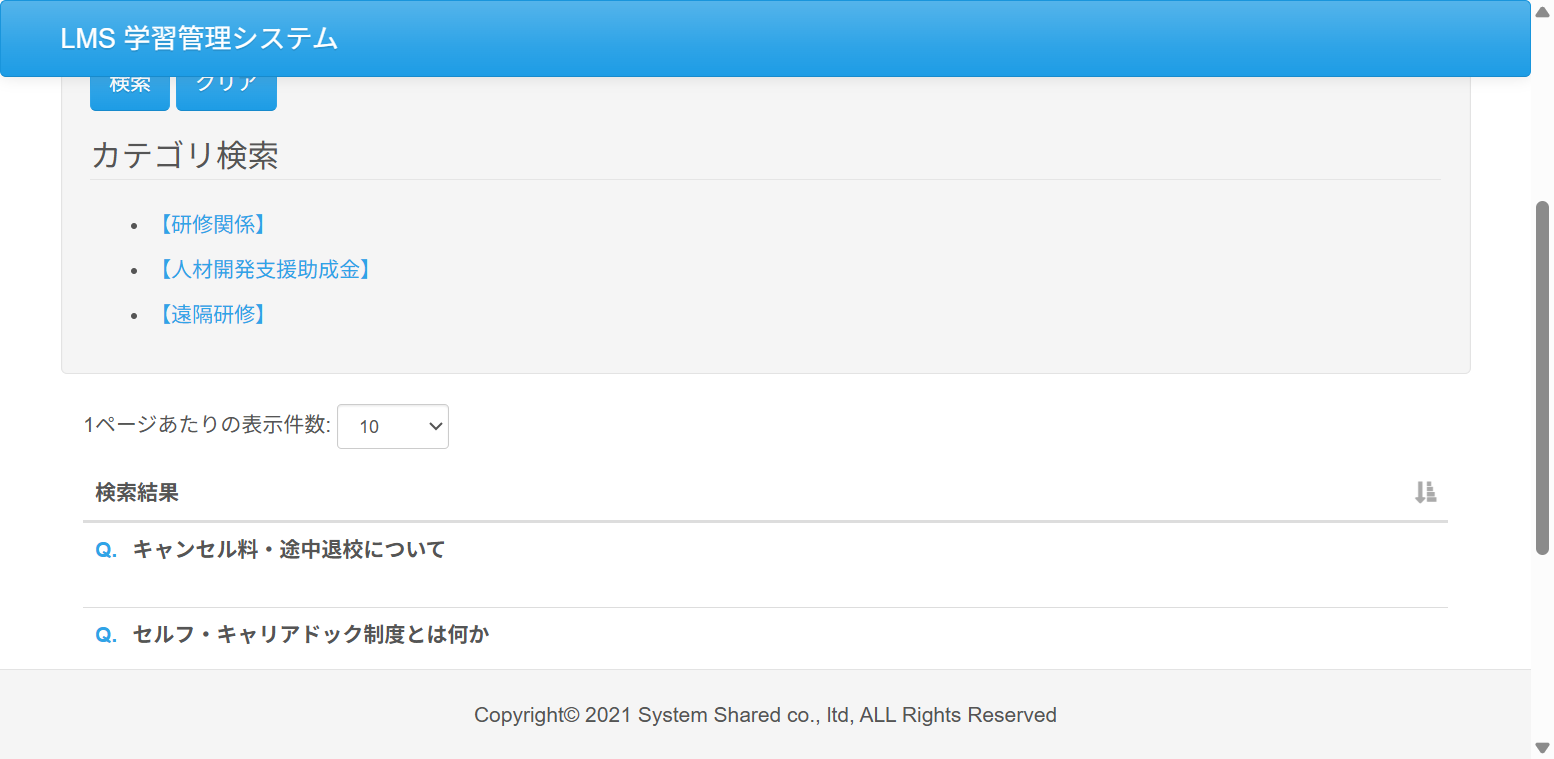 LMS 学習管理システム
検索 クリア
カテゴリ検索
【研修関係】
【人材開発支援助成金】
【遠隔研修】
1ページあたりの表示件数: 10
検索結果
Q. キャンセル料・途中退校について
Q. セルフ・キャリアドック制度とは何か
Copyright© 2021 System Shared co., ltd, ALL Rights Reserved